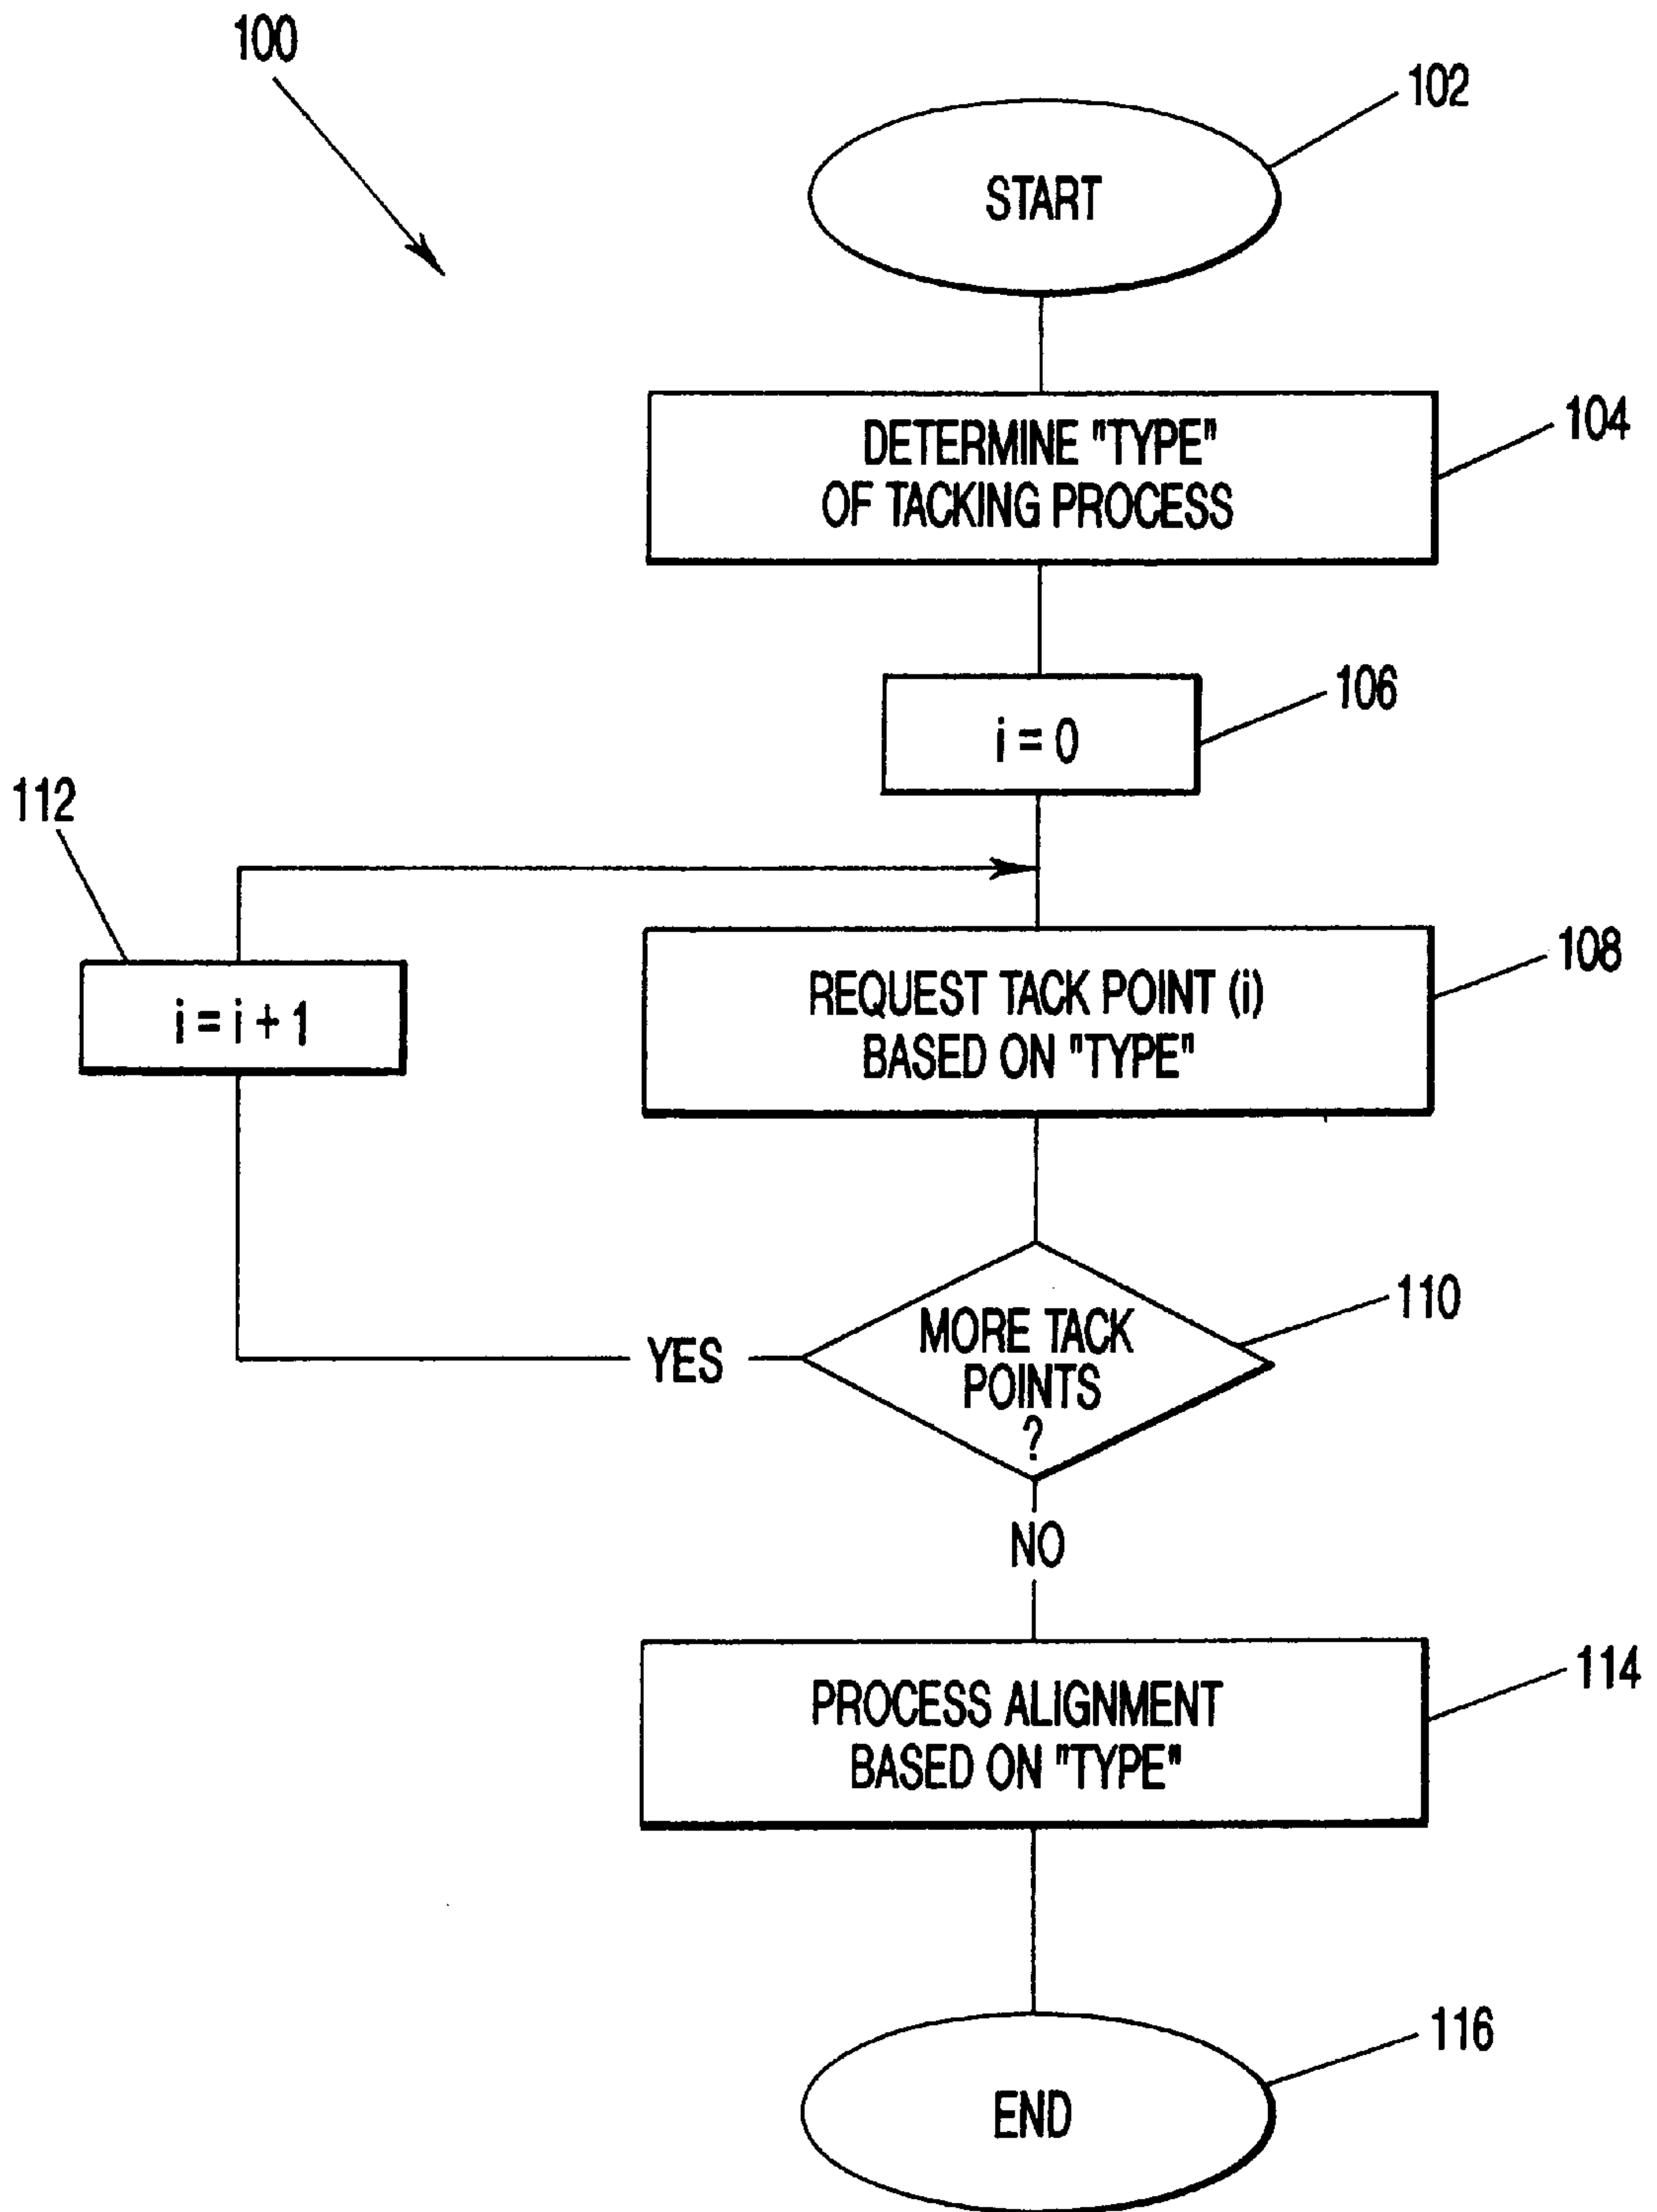 100
102
START
DETERMINE "TYPE"
OF TACKING PROCESS
104
i = 0
106
112
i = i + 1
REQUEST TACK POINT (i)
BASED ON "TYPE"
108
MORE TACK
POINTS
?
110
YES
NO
PROCESS ALIGNMENT
BASED ON "TYPE"
114
END
116